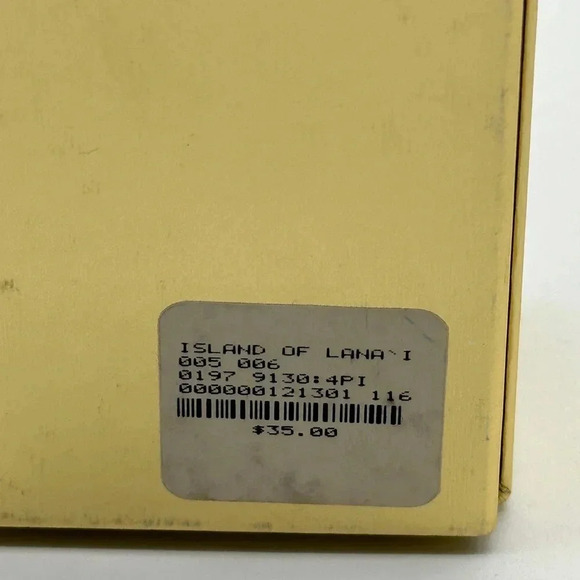 ISLAND OF LANA`I
005 006
0197 9130:4PI
000000121301 116
$35.00